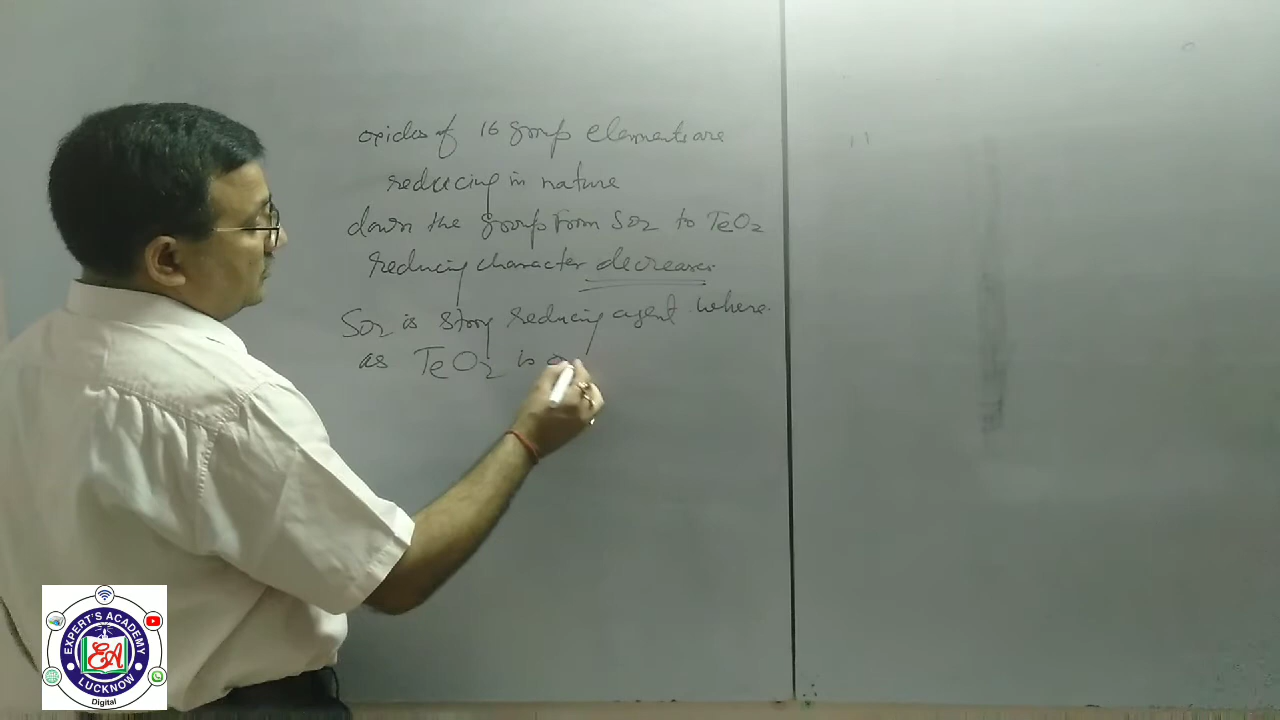 oxides of 16 group elements are
reducing in nature
down the group from SO2 to TeO2
reducing character decreases.
SO2 is strong reducing agent where
as TeO2 is
EXPERT'S ACADEMY
EA
LUCKNOW
Digital